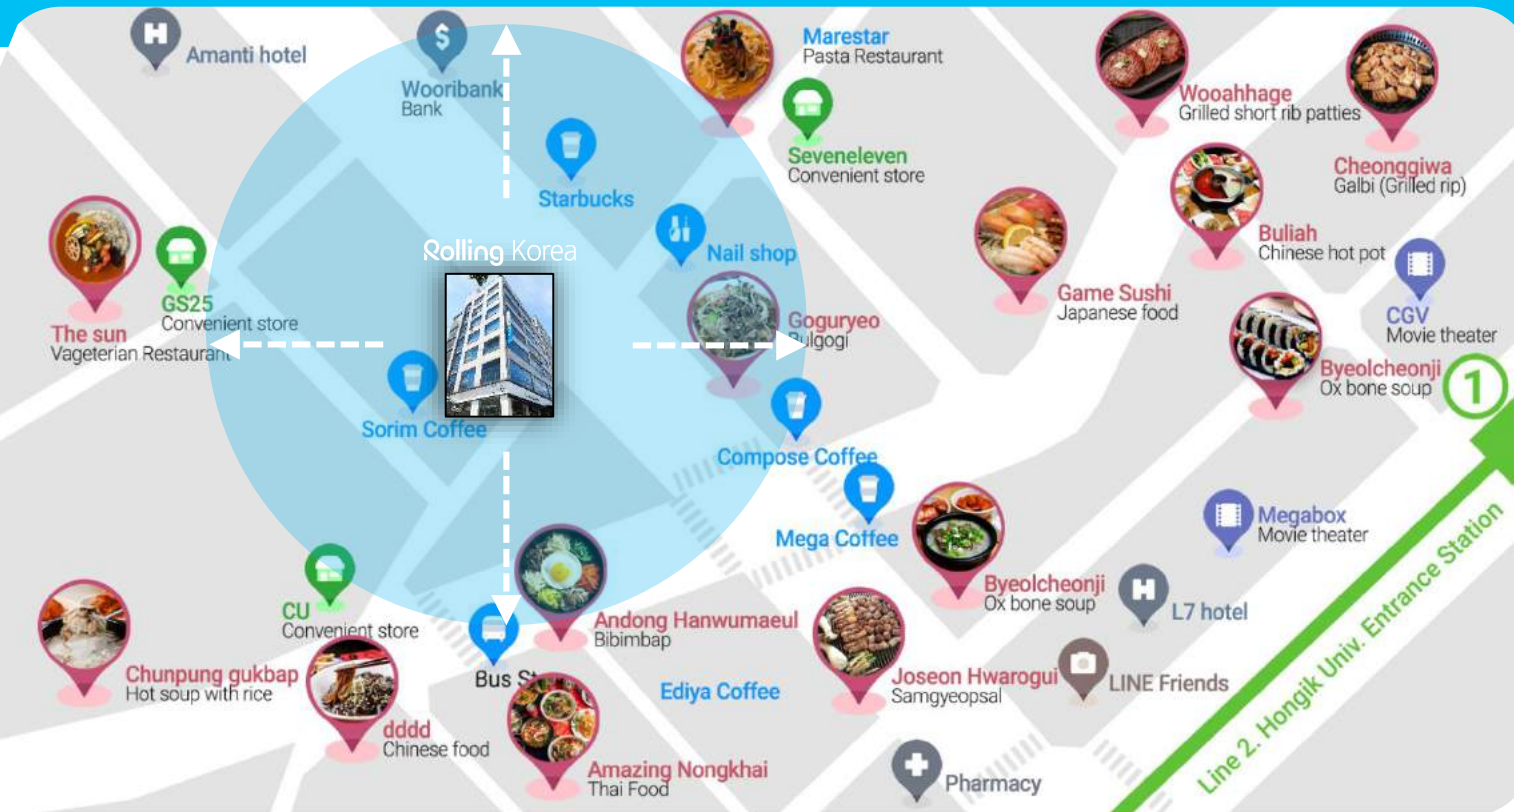 Amanti hotel
Wooribank
Bank
Marestar
Pasta Restaurant
Wooahhage
Grilled short rib patties
Cheonggiwa
Galbi (Grilled rip)
Seveneleven
Convenient store
Starbucks
Nail shop
Rolling Korea
Buliah
Chinese hot pot
Game Sushi
Japanese food
CGV
Movie theater
GS25
Convenient store
The sun
Vageterian Restaurant
Goguryeo
Bulgogi
Byeolcheonji
Ox bone soup
1
Sorim Coffee
Compose Coffee
Mega Coffee
Megabox
Movie theater
Byeolcheonji
Ox bone soup
L7 hotel
CU
Convenient store
Andong Hanwumaeul
Bibimbap
Chunpung gukbap
Hot soup with rice
Bus St
Ediya Coffee
Joseon Hwarogui
Samgyeopsal
LINE Friends
dddd
Chinese food
Amazing Nongkhai
Thai Food
Pharmacy
Line 2. Hongik Univ. Entrance Station